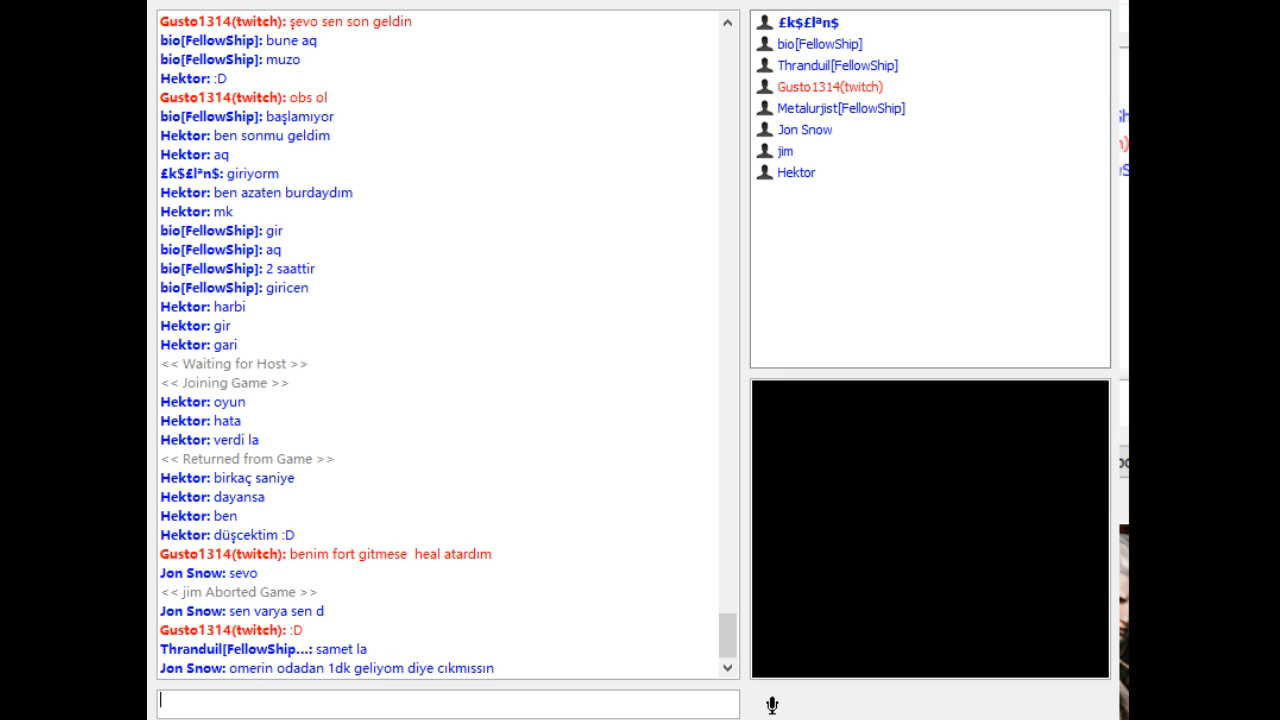 Gusto1314(twitch): şevo sen son geldin
bio[FellowShip]: bune aq
bio[FellowShip]: muzo
Hektor: :D
Gusto1314(twitch): obs ol
bio[FellowShip]: başlamıyor
Hektor: ben sonmu geldim
Hektor: aq
£k$£lªn$: giriyorm
Hektor: ben azaten burdaydım
Hektor: mk
bio[FellowShip]: gir
bio[FellowShip]: aq
bio[FellowShip]: 2 saattir
bio[FellowShip]: giricen
Hektor: harbi
Hektor: gir
Hektor: gari
<< Waiting for Host >>
<< Joining Game >>
Hektor: oyun
Hektor: hata
Hektor: verdi la
<< Returned from Game >>
Hektor: birkaç saniye
Hektor: dayansa
Hektor: ben
Hektor: düşcektim :D
Gusto1314(twitch): benim fort gitmese  heal atardım
Jon Snow: sevo
<< jim Aborted Game >>
Jon Snow: sen varya sen d
Gusto1314(twitch): :D
Thranduil[FellowShip...: samet la
Jon Snow: omerin odadan 1dk geliyom diye cıkmıssın
£k$£lªn$
bio[FellowShip]
Thranduil[FellowShip]
Gusto1314(twitch)
Metalurjist[FellowShip]
Jon Snow
jim
Hektor